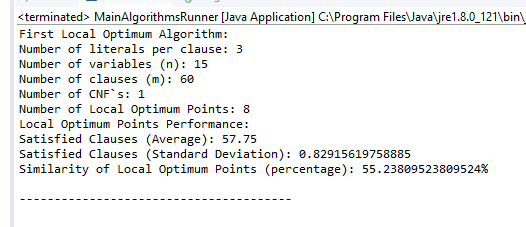 <terminated> MainAlgorithmsRunner [Java Application] C:\Program Files\Java\jre1.8.0_121\bin\
First Local Optimum Algorithm:
Number of literals per clause: 3
Number of variables (n): 15
Number of clauses (m): 60
Number of CNF`s: 1
Number of Local Optimum Points: 8
Local Optimum Points Performance:
Satisfied Clauses (Average): 57.75
Satisfied Clauses (Standard Deviation): 0.82915619758885
Similarity of Local Optimum Points (percentage): 55.23809523809524%
---------------------------------------